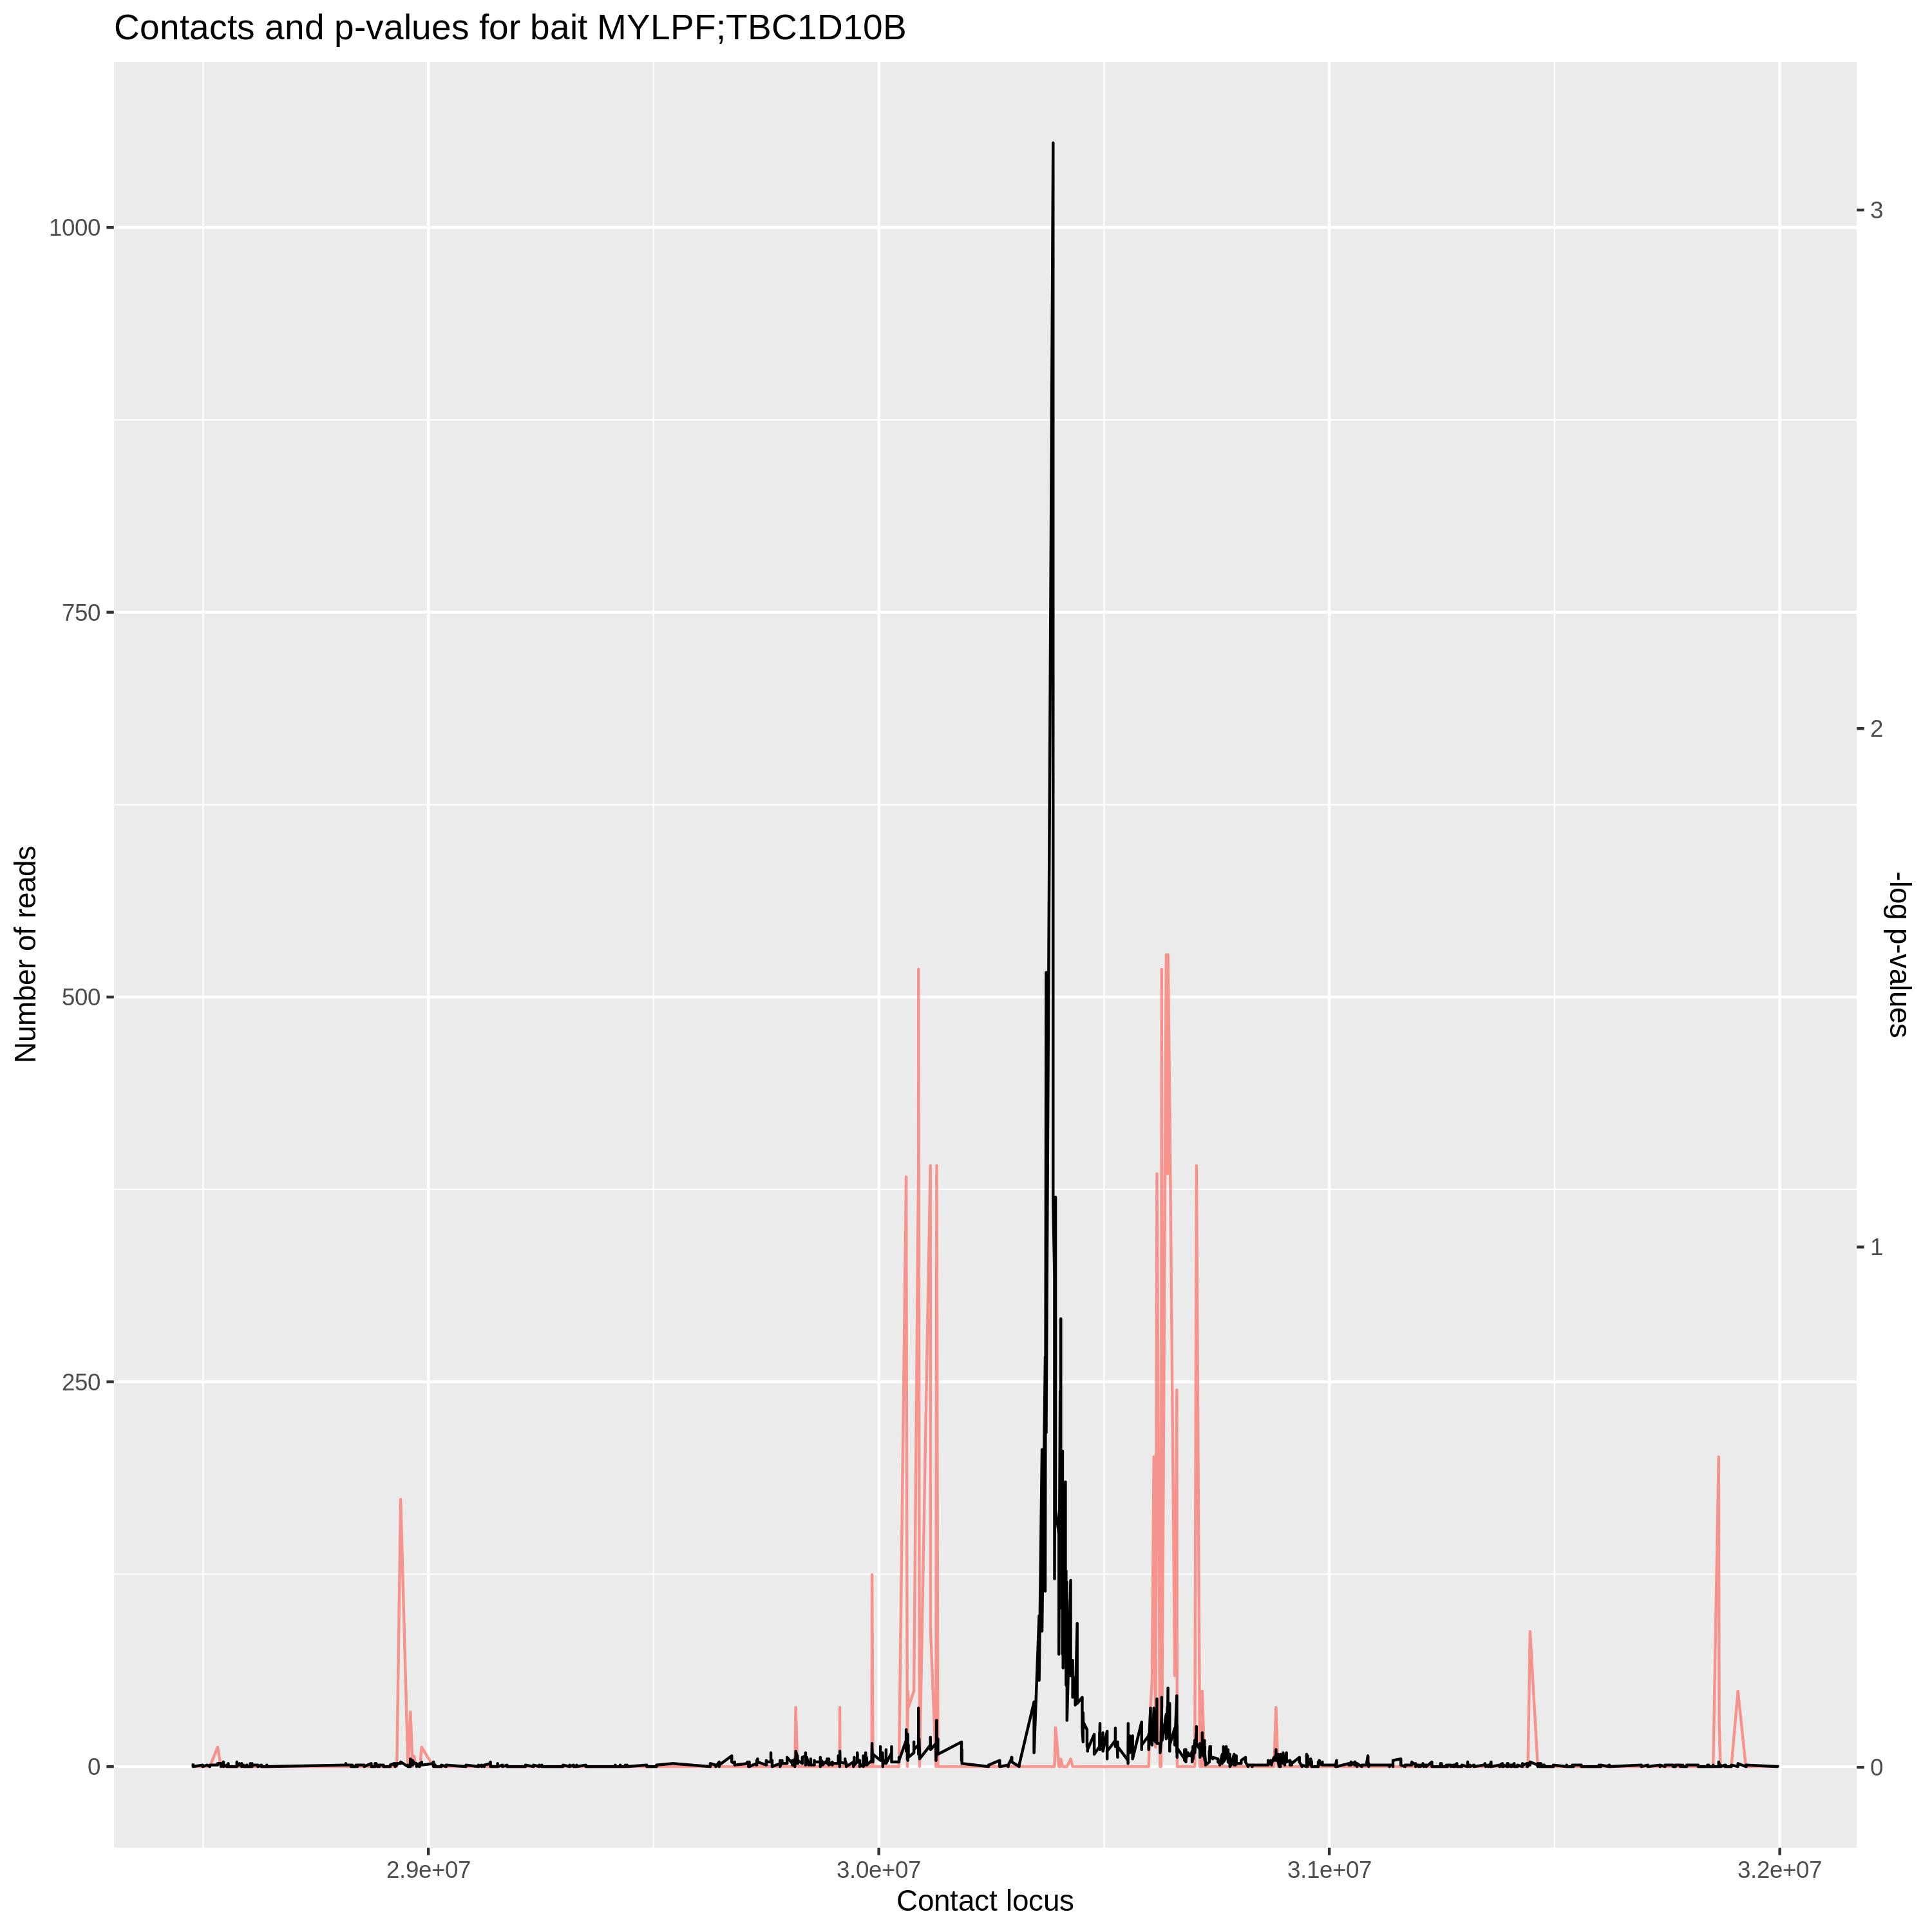 Contacts and p-values for bait MYLPF;TBC1D10B
1000
750
500
250
0
Number of reads
3
2
1
0
-log p-values
2.9e+07
3.0e+07
3.1e+07
3.2e+07
Contact locus